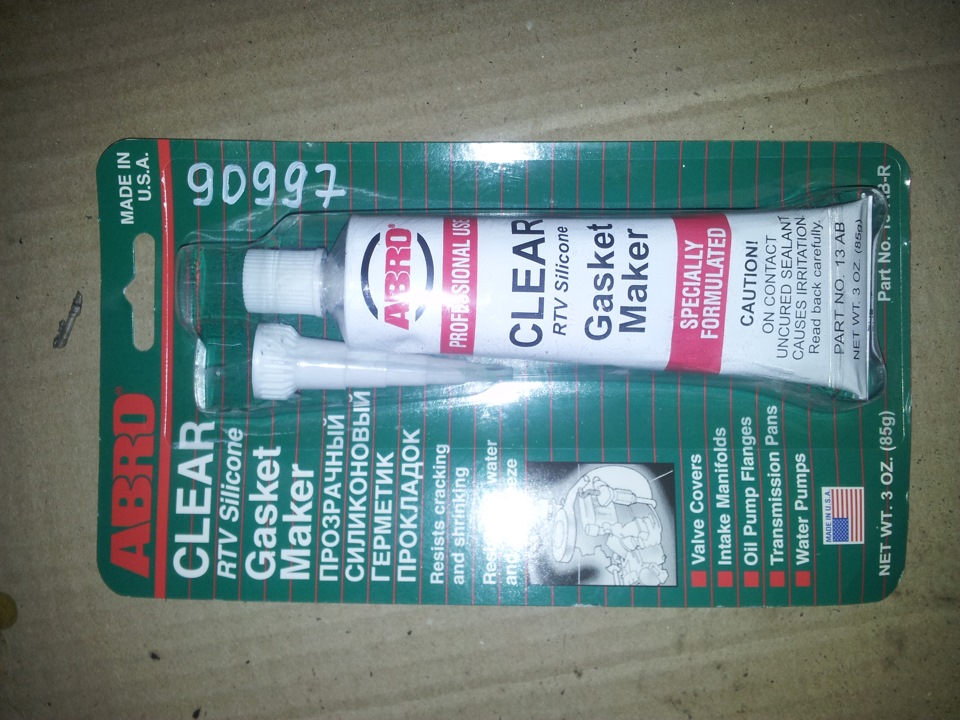 MADE IN
U.S.A.
90997
ABRO®
CLEAR
RTV Silicone
Gasket
Maker
ПРОЗРАЧНЫЙ
СИЛИКОНОВЫЙ
ГЕРМЕТИК
ПРОКЛАДОК
Resists cracking
and shrinking
water
Valve Covers
Intake Manifolds
Oil Pump Flanges
Transmission Pans
Water Pumps
MADE IN U.S.A.
NET WT. 3 OZ. (85g)
Part No.
ABRO®
PROFESSIONAL USE
CLEAR
RTV Silicone
Gasket
Maker
SPECIALLY
FORMULATED
CAUTION!
ON CONTACT
UNCURED SEALANT
CAUSES IRRITATION
Read back carefully.
PART NO. 13 AB
NET WT. 3 OZ. (85g)